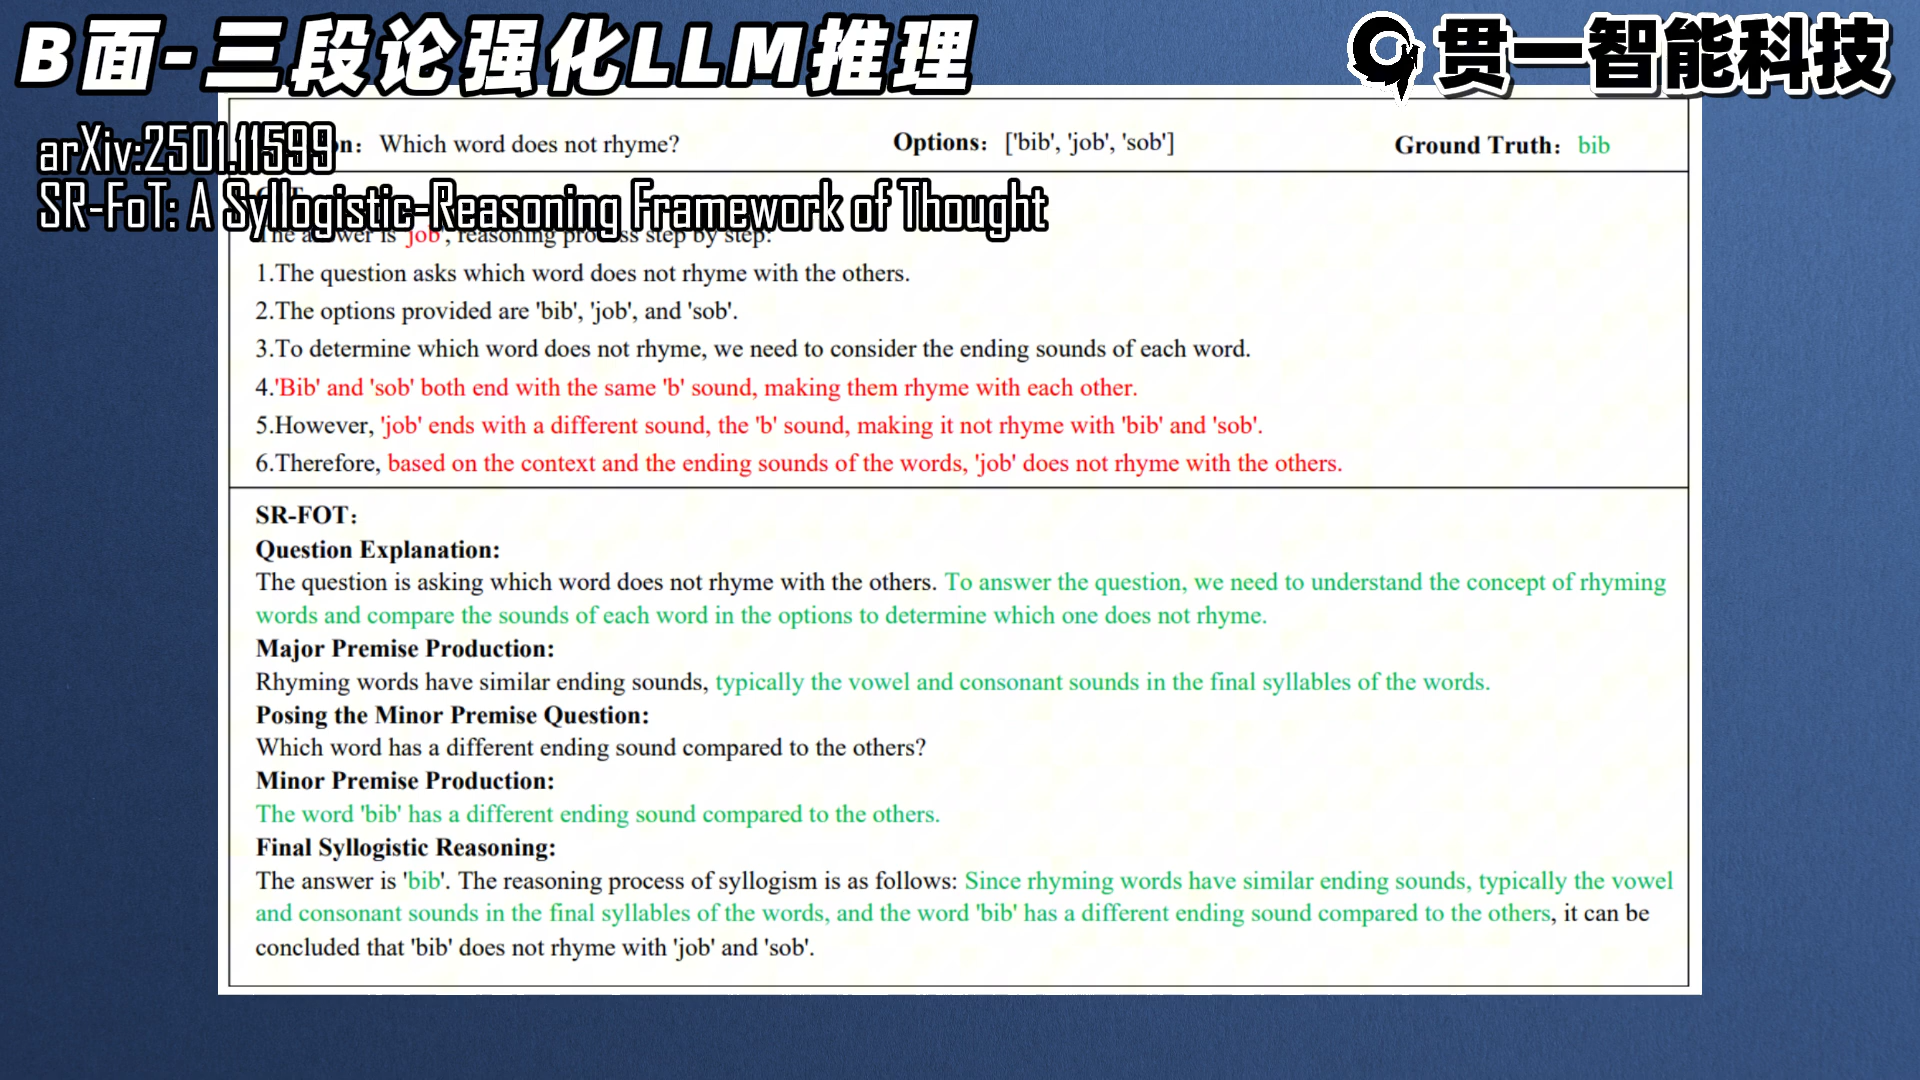 B面-三段论强化LLM推理
贯一智能科技
arXiv:2501.11599
SR-FoT: A Syllogistic-Reasoning Framework of Thought
Which word does not rhyme? Options: ['bib', 'job', 'sob'] Ground Truth: bib
The answer is 'job', reasoning process step by step:
1.The question asks which word does not rhyme with the others.
2.The options provided are 'bib', 'job', and 'sob'.
3.To determine which word does not rhyme, we need to consider the ending sounds of each word.
4.'Bib' and 'sob' both end with the same 'b' sound, making them rhyme with each other.
5.However, 'job' ends with a different sound, the 'b' sound, making it not rhyme with 'bib' and 'sob'.
6.Therefore, based on the context and the ending sounds of the words, 'job' does not rhyme with the others.
SR-FOT:
Question Explanation:
The question is asking which word does not rhyme with the others. To answer the question, we need to understand the concept of rhyming
words and compare the sounds of each word in the options to determine which one does not rhyme.
Major Premise Production:
Rhyming words have similar ending sounds, typically the vowel and consonant sounds in the final syllables of the words.
Posing the Minor Premise Question:
Which word has a different ending sound compared to the others?
Minor Premise Production:
The word 'bib' has a different ending sound compared to the others.
Final Syllogistic Reasoning:
The answer is 'bib'. The reasoning process of syllogism is as follows: Since rhyming words have similar ending sounds, typically the vowel
and consonant sounds in the final syllables of the words, and the word 'bib' has a different ending sound compared to the others, it can be
concluded that 'bib' does not rhyme with 'job' and 'sob'.